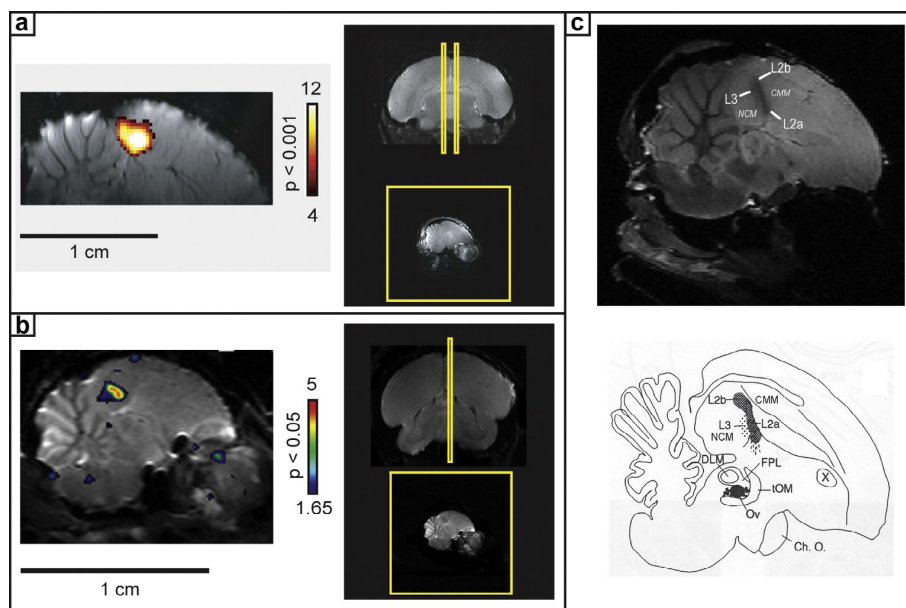 a
12
p < 0.001
4
1 cm
b
5
p < 0.05
1.65
1 cm
c
L2b
CMM
L3
NCM
L2a
L2b
CMM
L3
L2a
NCM
DLM
FPL
X
tOM
Ov
Ch. O.